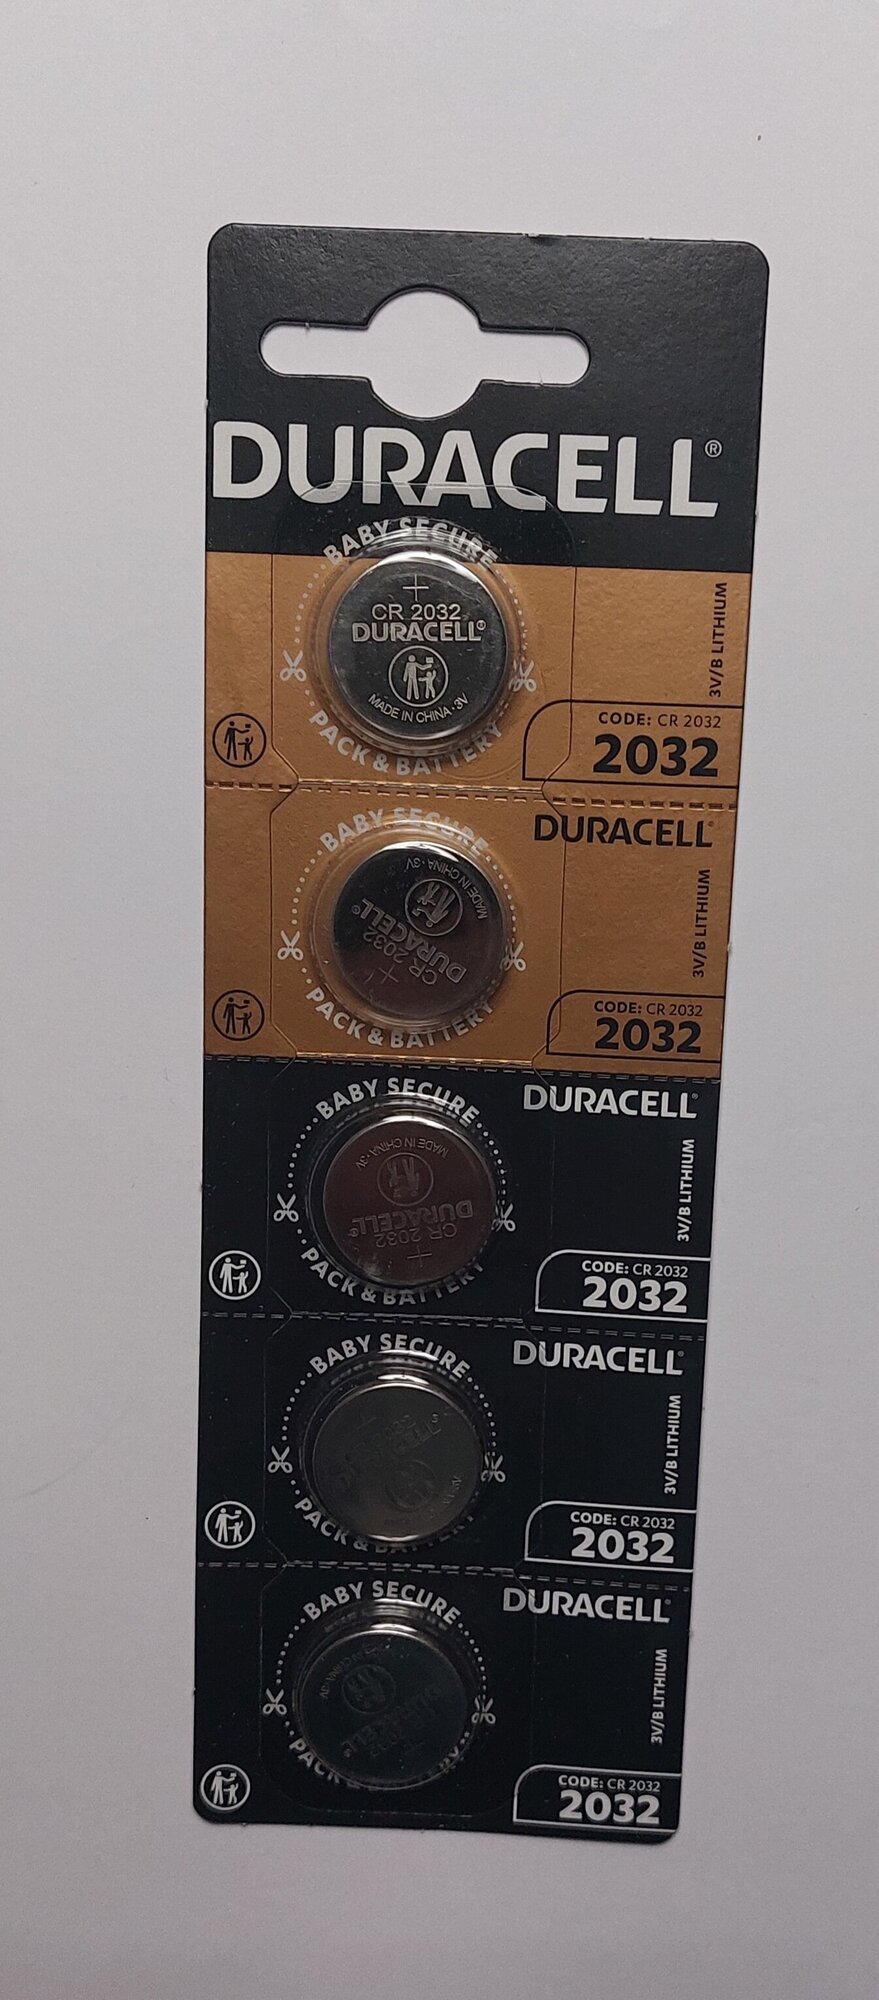 DURACELL®
BABY SECURE
CR 2032
DURACELL®
MADE IN CHINA · 3V
PACK & BATTERY
3V/B LITHIUM
CODE: CR 2032
2032
DURACELL®
BABY SECURE
CR 2032
DURACELL®
MADE IN CHINA · 3V
PACK & BATTERY
3V/B LITHIUM
CODE: CR 2032
2032
DURACELL®
BABY SECURE
MADE IN CHINA · 3V
DURACELL®
CR 2032
PACK & BATTERY
3V/B LITHIUM
CODE: CR 2032
2032
DURACELL®
BABY SECURE
PACK & BATTERY
3V/B LITHIUM
CODE: CR 2032
2032
DURACELL®
BABY SECURE
PACK &
3V/B LITHIUM
CODE: CR 2032
2032